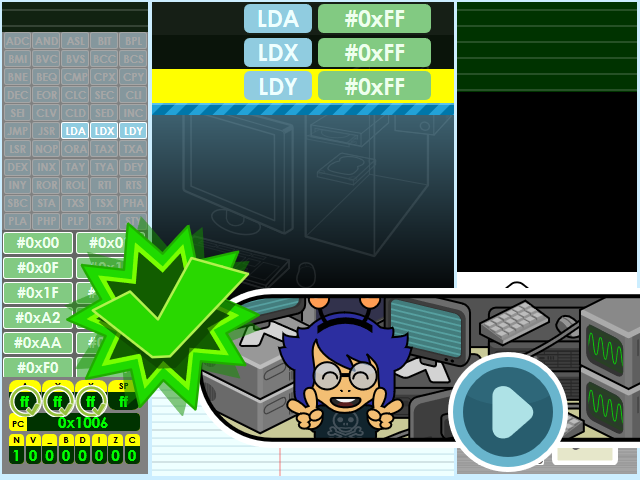 LDA #0xFF
LDX #0xFF
LDY #0xFF
ADC AND ASL BIT BPL
BMI BVC BVS BCC BCS
BNE BEQ CMP CPX CPY
DEC EOR CLC SEC CLI
SEI CLV CLD SED INC
JMP JSR LDA LDX LDY
LSR NOP ORA TAX TXA
DEX INX TAY TYA DEY
INY ROR ROL RTI RTS
SBC STA TXS TSX PHA
PLA PHP PLP STX
#0x00
#0x0F
#0x1F
#0xA2
#0xAA
#0xF0
SP
ff ff ff ff
PC 0x1006
N V _ B D I Z C
1 0 0 0 0 0 0 0